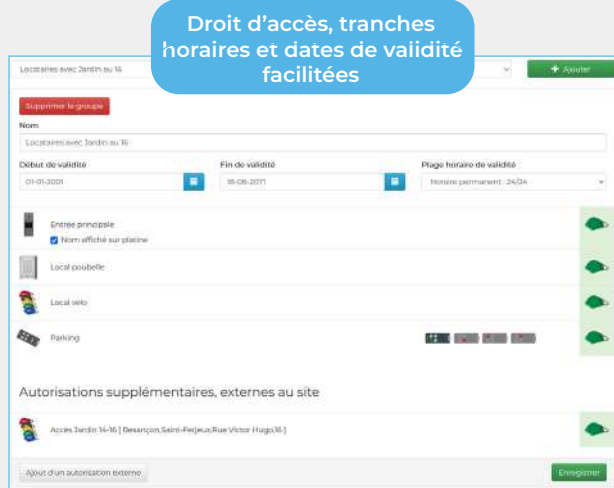 Droit d’accès, tranches
horaires et dates de validité
facilitées
Locataires avec Jardin au 16
+ Ajouter
Supprimer le groupe
Nom
Locataires avec Jardin au 16
Début de validité
Fin de validité
Plage horaire de validité
01-01-2001
18-06-2071
Horaire permanent : 24/24
Entrée principale
Nom affiché sur platine
Local poubelle
Local vélo
Parking
Autorisations supplémentaires, externes au site
Accès Jardin 14-16 [ Besançon,Saint-Ferjeux,Rue Victor Hugo,16 ]
Ajout d'un autorisation externe
Enregistrer